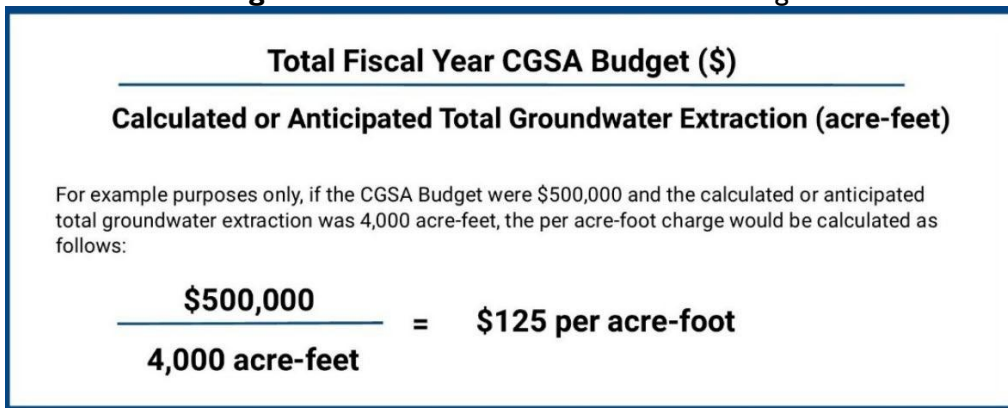 Total Fiscal Year CGSA Budget ($)
Calculated or Anticipated Total Groundwater Extraction (acre-feet)
For example purposes only, if the CGSA Budget were $500,000 and the calculated or anticipated
total groundwater extraction was 4,000 acre-feet, the per acre-foot charge would be calculated as
follows:
$500,000
= $125 per acre-foot
4,000 acre-feet